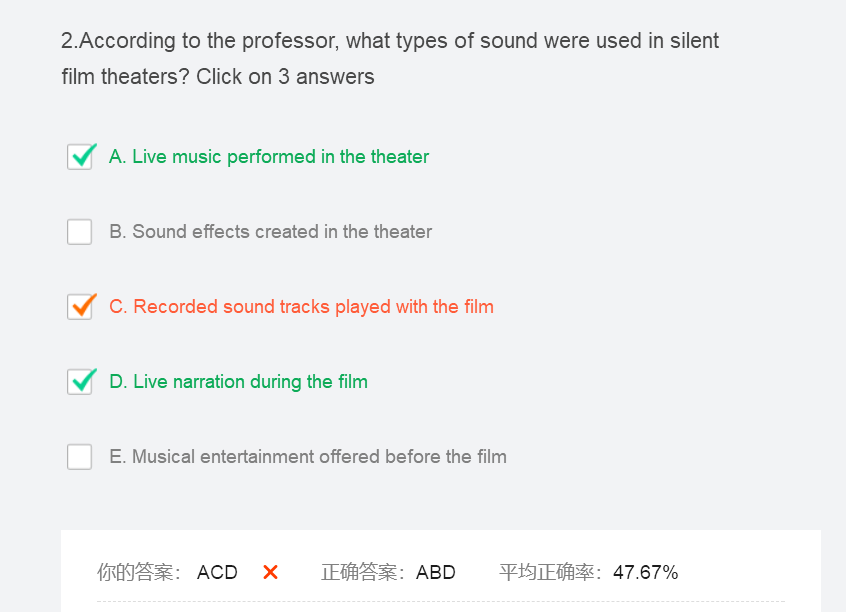 2.According to the professor, what types of sound were used in silent
film theaters? Click on 3 answers
A. Live music performed in the theater
B. Sound effects created in the theater
C. Recorded sound tracks played with the film
D. Live narration during the film
E. Musical entertainment offered before the film
你的答案： ACD 正确答案：ABD 平均正确率：47.67%